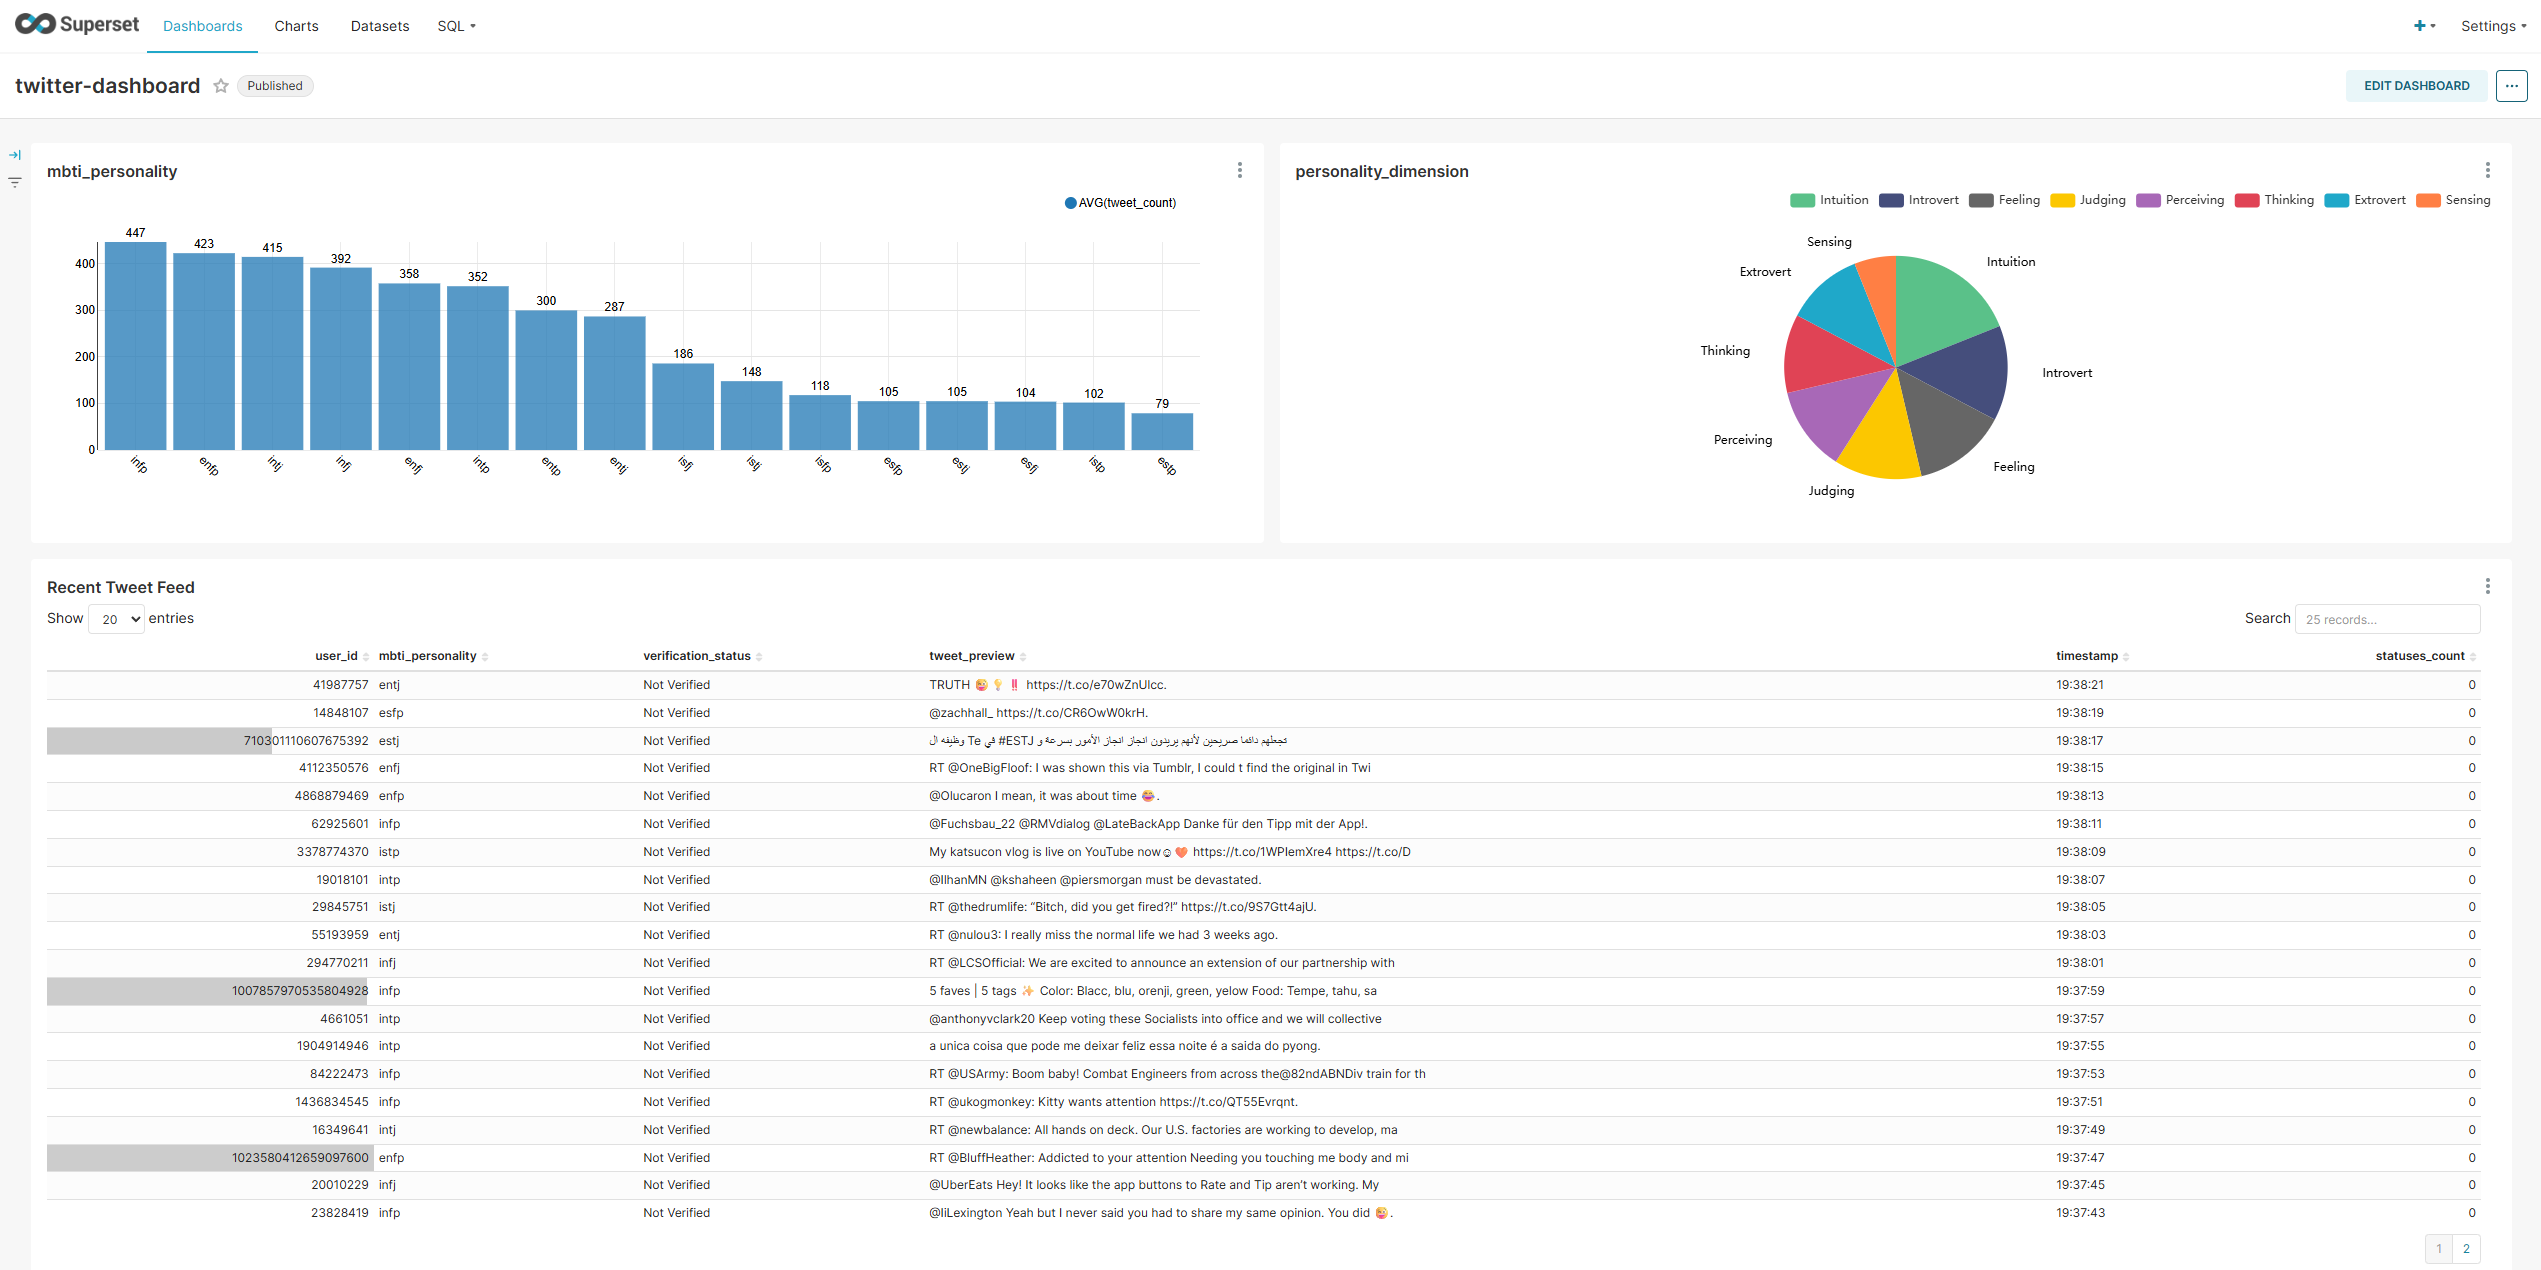 Superset Dashboards Charts Datasets SQL + Settings
twitter-dashboard Published EDIT DASHBOARD ...
mbti_personality
AVG(tweet_count)
447 423 415 392 358 352 300 287 186 148 118 105 105 104 102 79
400
300
200
100
0
infp enfp intj infj enfj intp entp entj isfj istj isfp esfp estj esfj istp estp
personality_dimension
Intuition Introvert Feeling Judging Perceiving Thinking Extrovert Sensing
Sensing
Intuition
Extrovert
Thinking
Introvert
Perceiving
Feeling
Judging
Recent Tweet Feed
Show 20 entries Search 25 records...
user_id mbti_personality verification_status tweet_preview timestamp statuses_count
41987757 entj Not Verified TRUTH 🤪💡‼️ https://t.co/e70wZnUlcc. 19:38:21 0
14848107 esfp Not Verified @zachhall_ https://t.co/CR6OwW0krH. 19:38:19 0
710301110607675392 estj Not Verified وظيفه ال Te في #ESTJ تجعلهم دائما صريحين لأنهم يريدون انجاز انجاز الأمور بسرعة و 19:38:17 0
4112350576 enfj Not Verified RT @OneBigFloof: I was shown this via Tumblr, I could t find the original in Twi 19:38:15 0
4868879469 enfp Not Verified @Olucaron I mean, it was about time 😂. 19:38:13 0
62925601 infp Not Verified @Fuchsbau_22 @RMVdialog @LateBackApp Danke für den Tipp mit der App!. 19:38:11 0
3378774370 istp Not Verified My katsucon vlog is live on YouTube now☺️❤️ https://t.co/1WPIemXre4 https://t.co/D 19:38:09 0
19018101 intp Not Verified @IlhanMN @kshaheen @piersmorgan must be devastated. 19:38:07 0
29845751 istj Not Verified RT @thedrumlife: “Bitch, did you get fired?!” https://t.co/9S7Gtt4ajU. 19:38:05 0
55193959 entj Not Verified RT @nulou3: I really miss the normal life we had 3 weeks ago. 19:38:03 0
294770211 infj Not Verified RT @LCSOfficial: We are excited to announce an extension of our partnership with 19:38:01 0
1007857970535804928 infp Not Verified 5 faves | 5 tags ✨ Color: Blacc, blu, orenji, green, yelow Food: Tempe, tahu, sa 19:37:59 0
4661051 intp Not Verified @anthonyvclark20 Keep voting these Socialists into office and we will collective 19:37:57 0
1904914946 intp Not Verified a unica coisa que pode me deixar feliz essa noite é a saida do pyong. 19:37:55 0
84222473 infp Not Verified RT @USArmy: Boom baby! Combat Engineers from across the@82ndABNDiv train for th 19:37:53 0
1436834545 infp Not Verified RT @ukogmonkey: Kitty wants attention https://t.co/QT55Evrqnt. 19:37:51 0
16349641 intj Not Verified RT @newbalance: All hands on deck. Our U.S. factories are working to develop, ma 19:37:49 0
1023580412659097600 enfp Not Verified RT @BluffHeather: Addicted to your attention Needing you touching me body and mi 19:37:47 0
20010229 infj Not Verified @UberEats Hey! It looks like the app buttons to Rate and Tip aren’t working. My 19:37:45 0
23828419 infp Not Verified @liLexington Yeah but I never said you had to share my same opinion. You did 🤪. 19:37:43 0
1 2